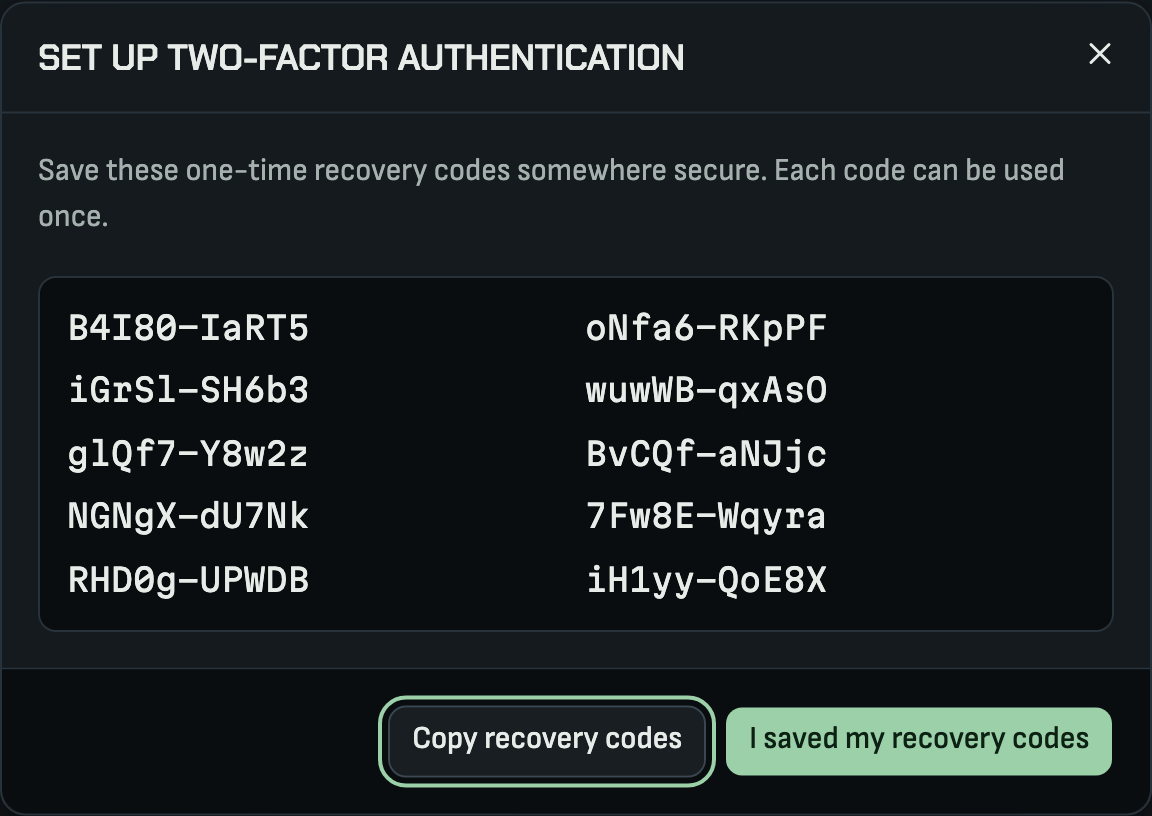 SET UP TWO-FACTOR AUTHENTICATION
Save these one-time recovery codes somewhere secure. Each code can be used
once.
B4I80-IaRT5 oNfa6-RKpPF
iGrSl-SH6b3 wuwWB-qxAsO
glQf7-Y8w2z BvCQf-aNJjc
NGNgX-dU7Nk 7Fw8E-Wqyra
RHD0g-UPWDB iH1yy-QoE8X
Copy recovery codes
I saved my recovery codes